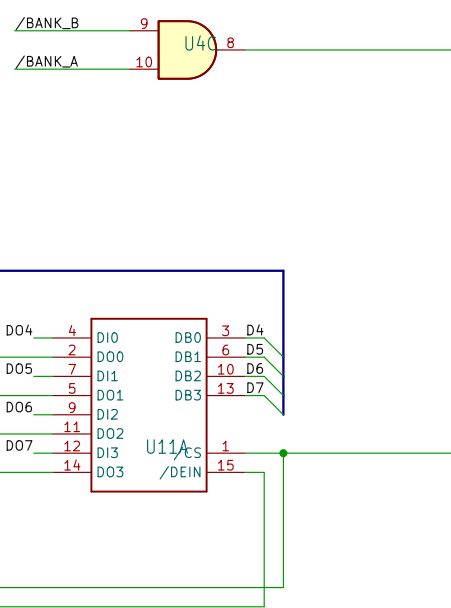 /BANK_B 9
U4C 8
/BANK_A 10
DO4 4 DI0 DB0 3 D4
2 DO0 DB1 6 D5
DO5 7 DI1 DB2 10 D6
5 DO1 DB3 13 D7
DO6 9 DI2
11 DO2
DO7 12 DI3 U11A /CS 1
14 DO3 /DEIN 15